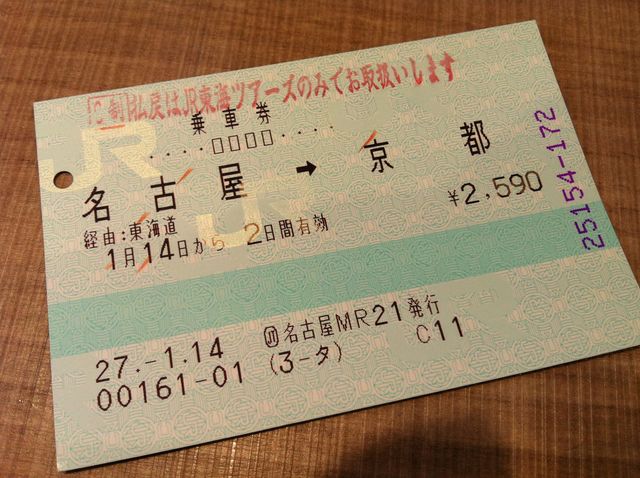 C制 払戻はJR東海ツアーズのみでお取扱いします
乗車券
....□□□□....
名古屋 → 京都
¥2,590
経由:東海道
1月14日から 2日間有効
27.-1.14 名古屋MR21発行
00161-01 (3-タ) C11
25154-172